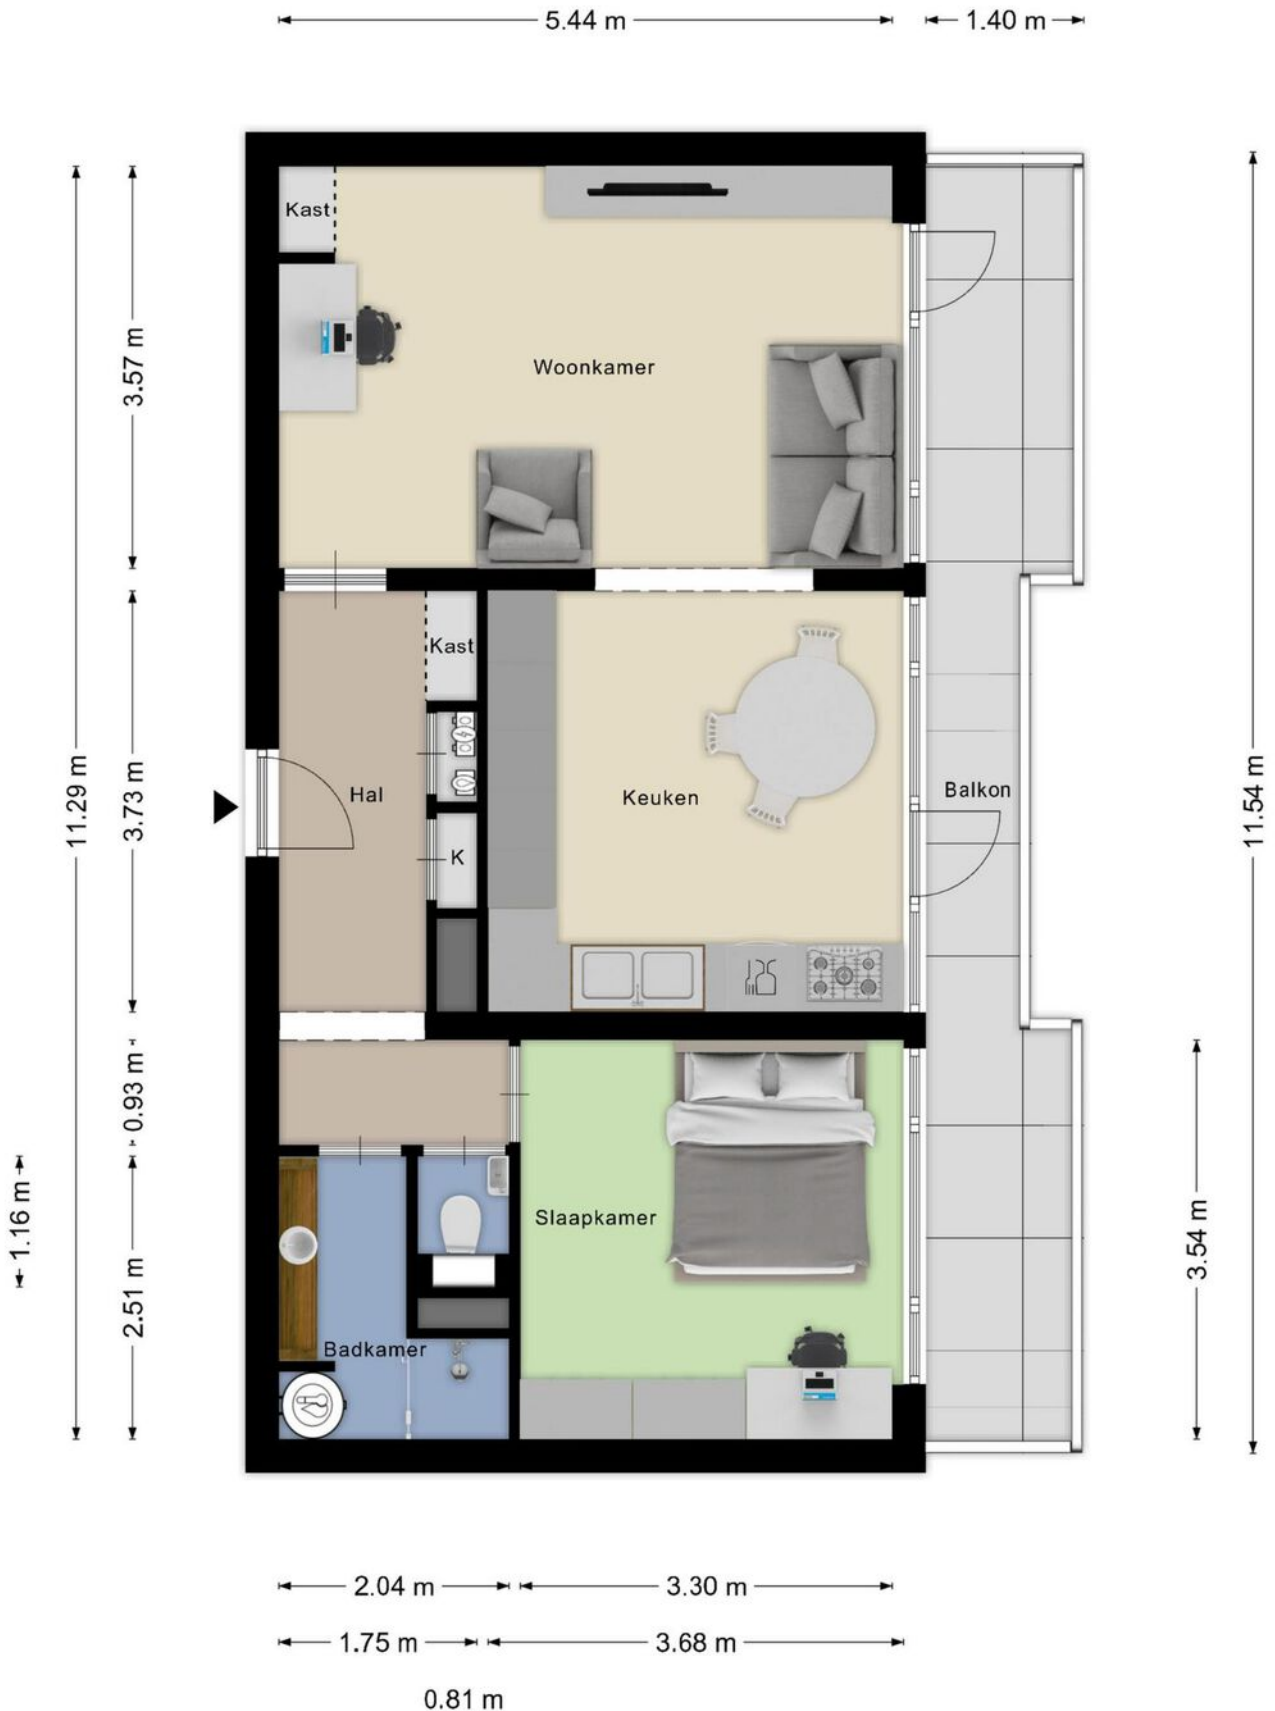 5.44 m
1.40 m
Kast
3.57 m
Woonkamer
Kast
11.29 m
3.73 m
Hal
Keuken
Balkon
11.54 m
K
0.93 m
1.16 m
2.51 m
Slaapkamer
3.54 m
Badkamer
2.04 m
3.30 m
1.75 m
3.68 m
0.81 m